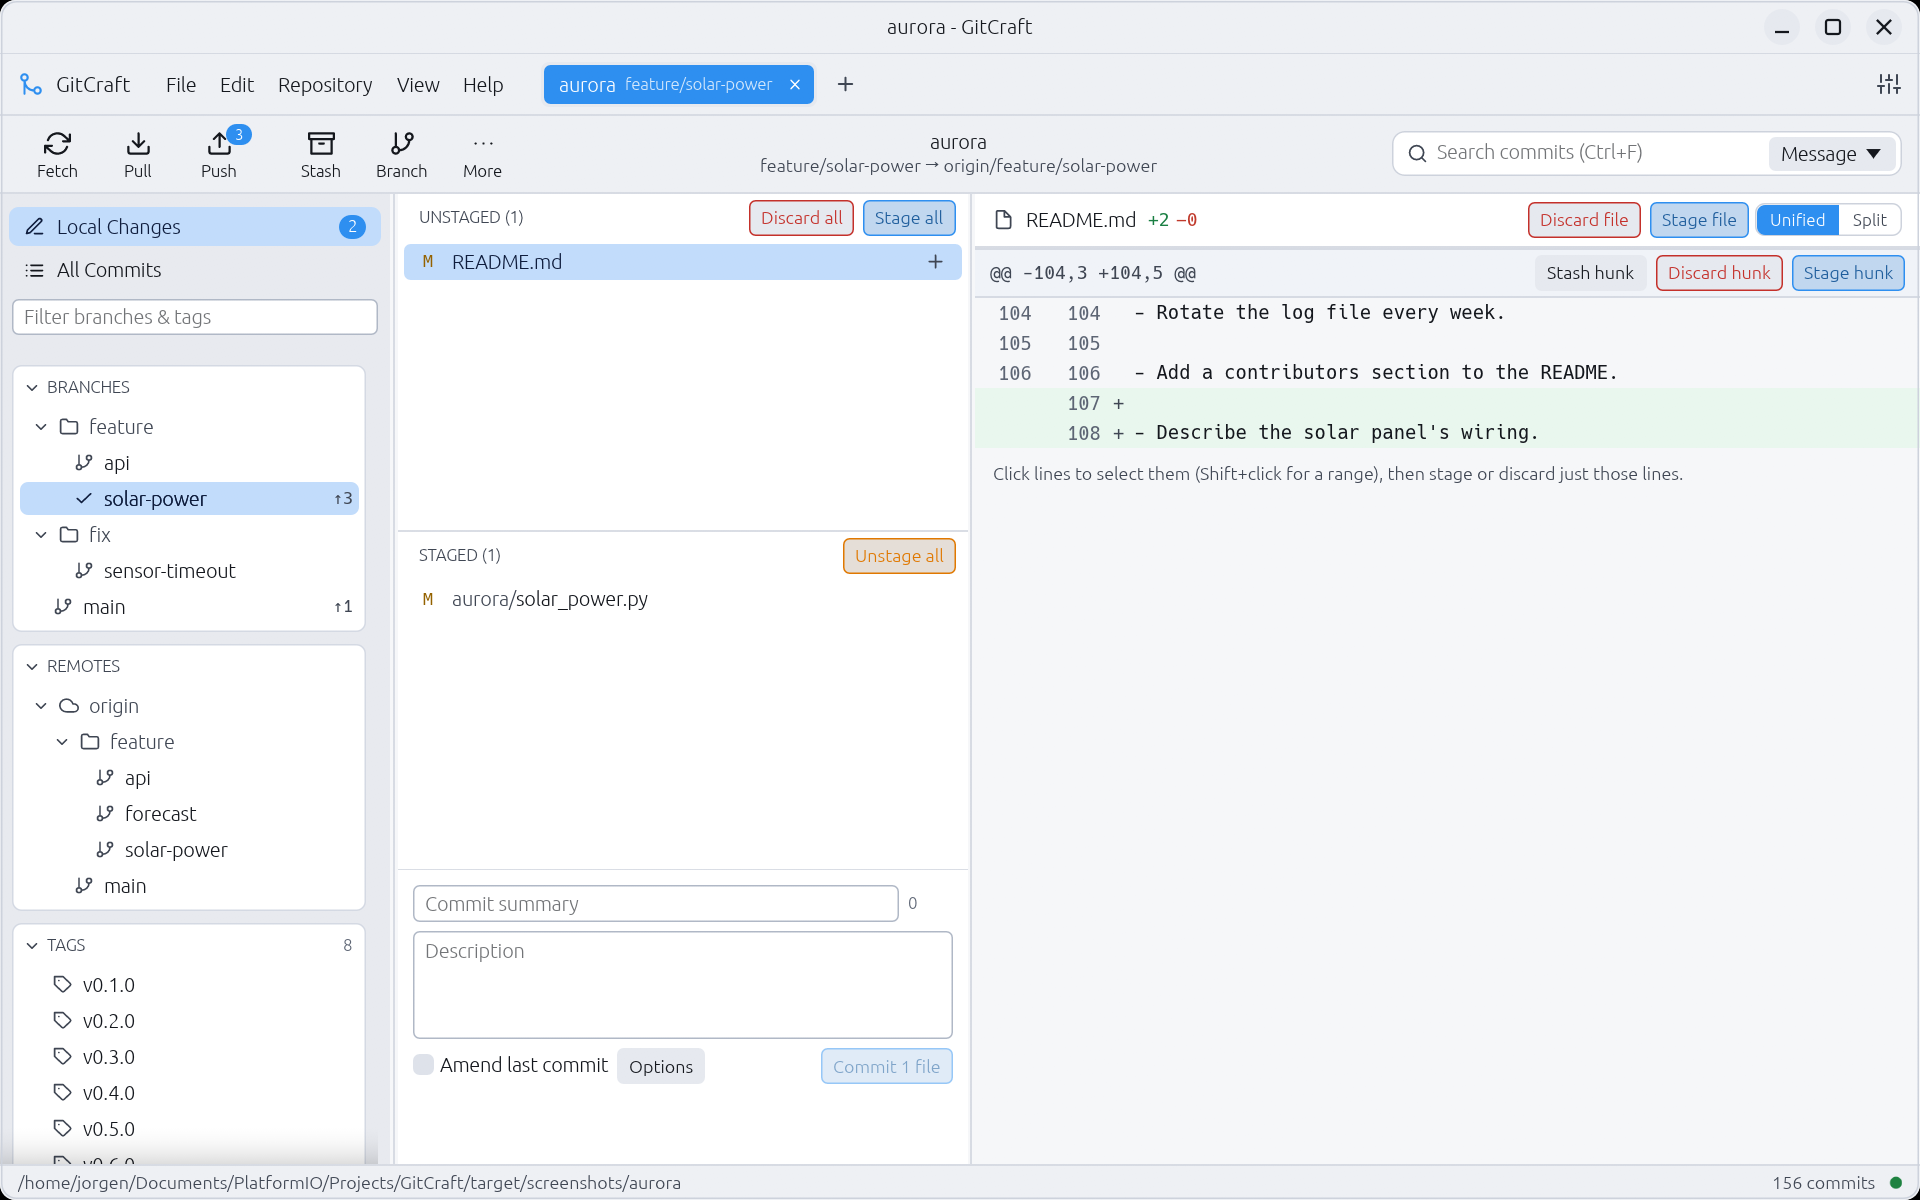 aurora - GitCraft
GitCraft File Edit Repository View Help aurora feature/solar-power × +
Fetch Pull Push 3 Stash Branch ... More
aurora
feature/solar-power → origin/feature/solar-power
Search commits (Ctrl+F) Message ▼
Local Changes 2
All Commits
Filter branches & tags
BRANCHES
feature
api
solar-power ↑3
fix
sensor-timeout
main ↑1
REMOTES
origin
feature
api
forecast
solar-power
main
TAGS 8
v0.1.0
v0.2.0
v0.3.0
v0.4.0
v0.5.0
v0.6.0
UNSTAGED (1) Discard all Stage all
M README.md +
STAGED (1) Unstage all
M aurora/solar_power.py
Commit summary 0
Description
Amend last commit Options Commit 1 file
README.md +2 −0 Discard file Stage file Unified Split
@@ -104,3 +104,5 @@ Stash hunk Discard hunk Stage hunk
104 104 - Rotate the log file every week.
105 105
106 106 - Add a contributors section to the README.
107 +
108 + - Describe the solar panel's wiring.
Click lines to select them (Shift+click for a range), then stage or discard just those lines.
/home/jorgen/Documents/PlatformIO/Projects/GitCraft/target/screenshots/aurora 156 commits